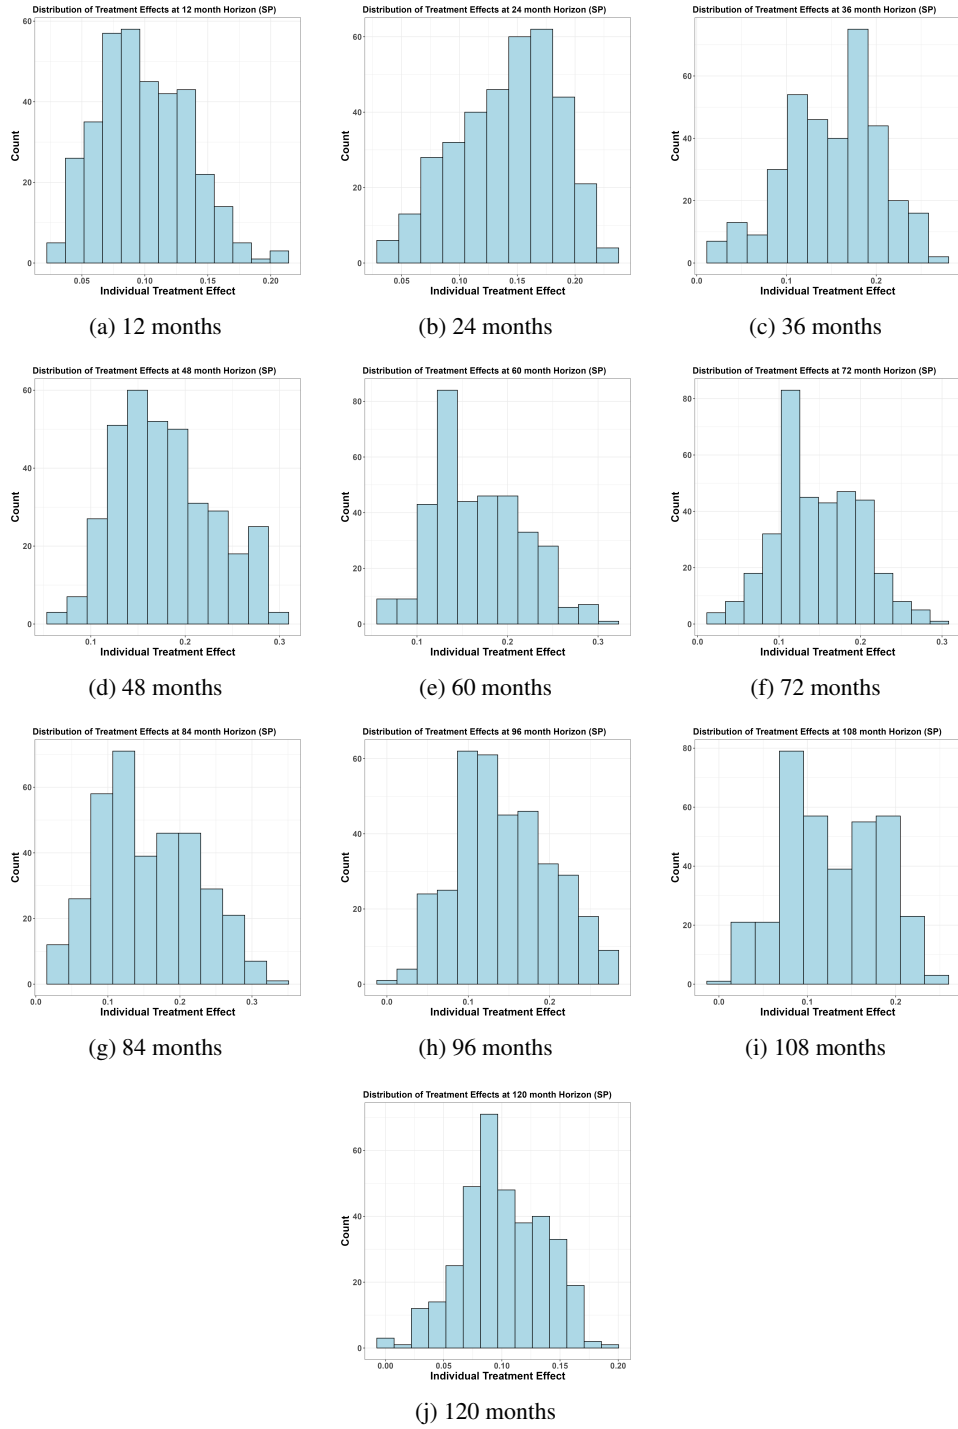 Distribution of Treatment Effects at 12 month Horizon (SP)
Count
60
40
20
0
0.05 0.10 0.15 0.20
Individual Treatment Effect
(a) 12 months
Distribution of Treatment Effects at 24 month Horizon (SP)
Count
60
40
20
0
0.05 0.10 0.15 0.20
Individual Treatment Effect
(b) 24 months
Distribution of Treatment Effects at 36 month Horizon (SP)
Count
60
40
20
0
0.0 0.1 0.2
Individual Treatment Effect
(c) 36 months
Distribution of Treatment Effects at 48 month Horizon (SP)
Count
60
40
20
0
0.1 0.2 0.3
Individual Treatment Effect
(d) 48 months
Distribution of Treatment Effects at 60 month Horizon (SP)
Count
80
60
40
20
0
0.1 0.2 0.3
Individual Treatment Effect
(e) 60 months
Distribution of Treatment Effects at 72 month Horizon (SP)
Count
80
60
40
20
0
0.0 0.1 0.2 0.3
Individual Treatment Effect
(f) 72 months
Distribution of Treatment Effects at 84 month Horizon (SP)
Count
60
40
20
0
0.0 0.1 0.2 0.3
Individual Treatment Effect
(g) 84 months
Distribution of Treatment Effects at 96 month Horizon (SP)
Count
60
40
20
0
0.0 0.1 0.2
Individual Treatment Effect
(h) 96 months
Distribution of Treatment Effects at 108 month Horizon (SP)
Count
80
60
40
20
0
0.0 0.1 0.2
Individual Treatment Effect
(i) 108 months
Distribution of Treatment Effects at 120 month Horizon (SP)
Count
60
40
20
0
0.00 0.05 0.10 0.15 0.20
Individual Treatment Effect
(j) 120 months